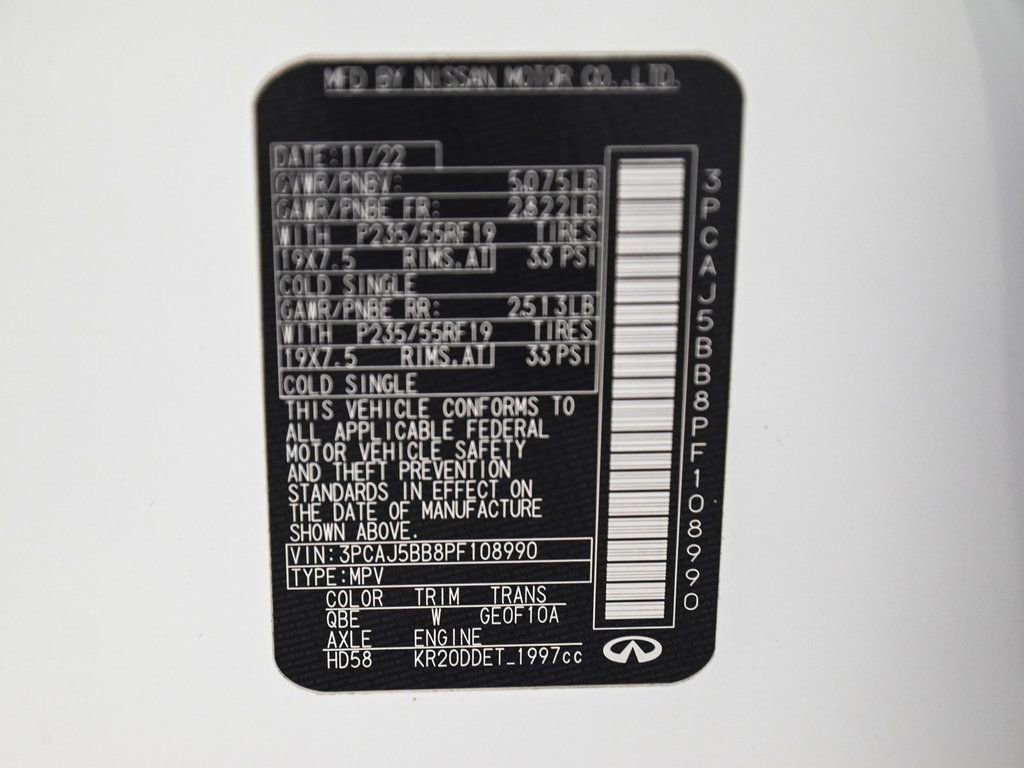 MFD BY NISSAN MOTOR CO.,LTD.
DATE:11/22
GVWR/PNBV: 5075LB
GAWR/PNBE FR: 2822LB
WITH P235/55RF19 TIRES
19X7.5 RIMS.AT 33 PSI
COLD SINGLE
GAWR/PNBE RR: 2513LB
WITH P235/55RF19 TIRES
19X7.5 RIMS.AT 33 PSI
COLD SINGLE
THIS VEHICLE CONFORMS TO
ALL APPLICABLE FEDERAL
MOTOR VEHICLE SAFETY
AND THEFT PREVENTION
STANDARDS IN EFFECT ON
THE DATE OF MANUFACTURE
SHOWN ABOVE.
VIN:3PCAJ5BB8PF108990
TYPE:MPV
COLOR TRIM TRANS
QBE W GE0F10A
AXLE ENGINE
HD58 KR20DDET_1997cc
3PCAJ5BB8PF108990